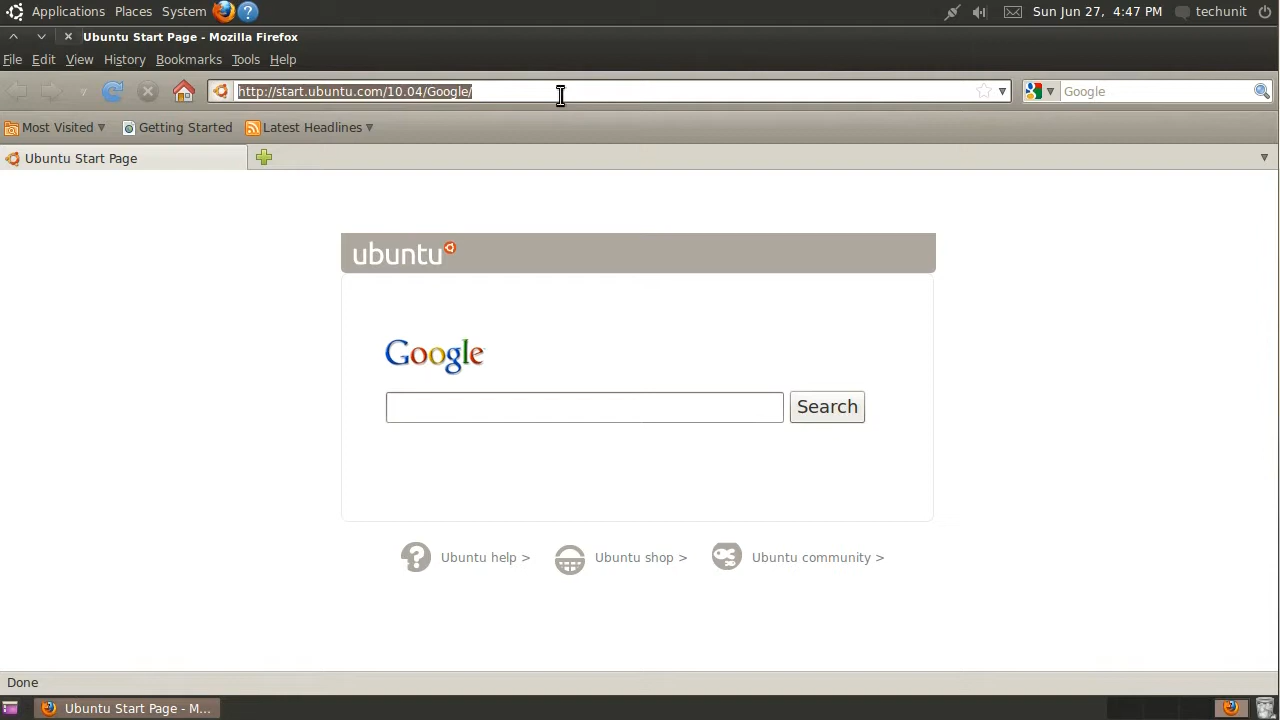 Applications Places System Sun Jun 27, 4:47 PM techunit
Ubuntu Start Page - Mozilla Firefox
File Edit View History Bookmarks Tools Help
http://start.ubuntu.com/10.04/Google/ Google
Most Visited Getting Started Latest Headlines
Ubuntu Start Page
ubuntu
Google
Search
Ubuntu help > Ubuntu shop > Ubuntu community >
Done
Ubuntu Start Page - M...